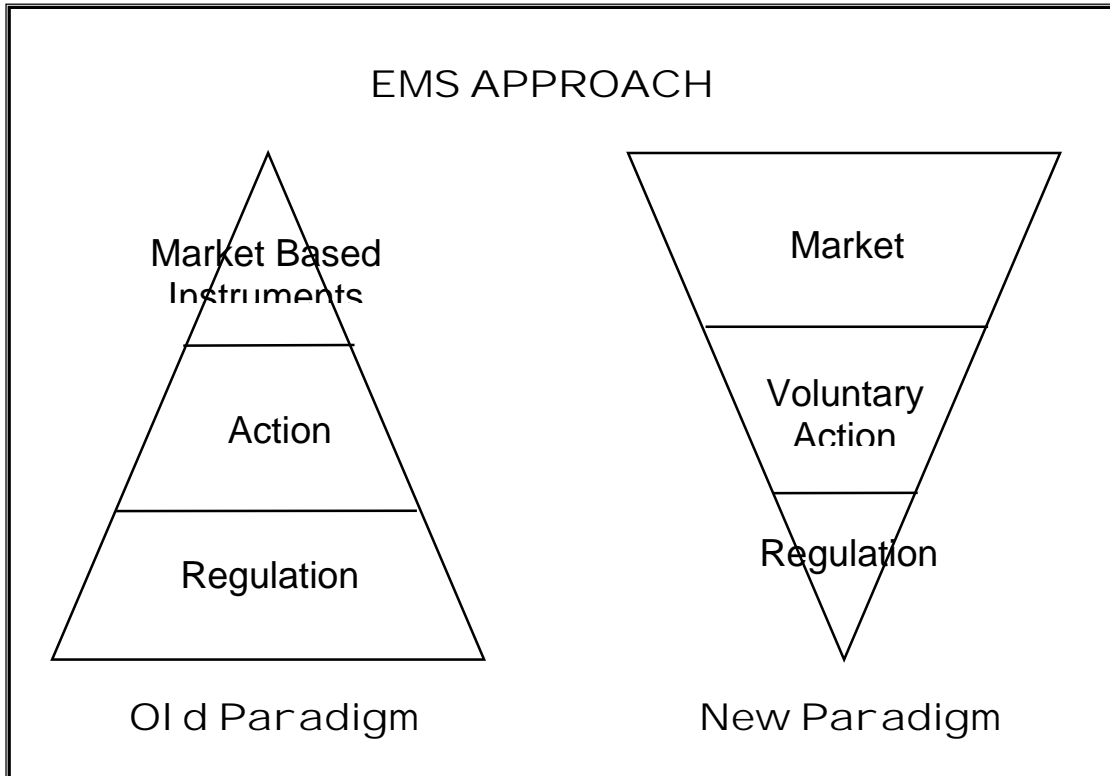 EMS APPROACH
Market Based
Instruments
Action
Regulation
Old Paradigm
Market
Voluntary
Action
Regulation
New Paradigm